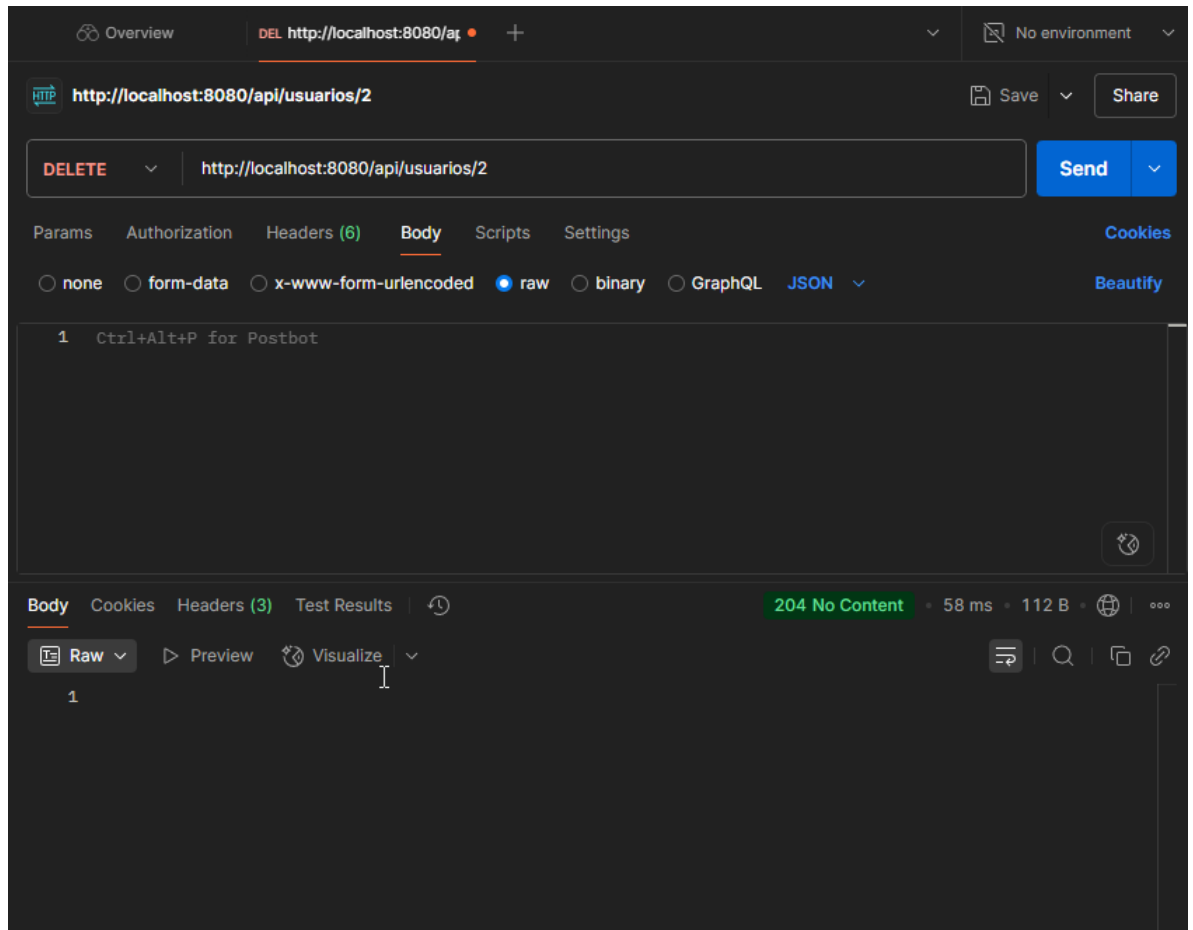 Overview DEL http://localhost:8080/ap No environment
HTTP http://localhost:8080/api/usuarios/2 Save Share
DELETE http://localhost:8080/api/usuarios/2 Send
Params Authorization Headers (6) Body Scripts Settings Cookies
none form-data x-www-form-urlencoded raw binary GraphQL JSON Beautify
1 Ctrl+Alt+P for Postbot
Body Cookies Headers (3) Test Results 204 No Content 58 ms 112 B
Raw Preview Visualize
1